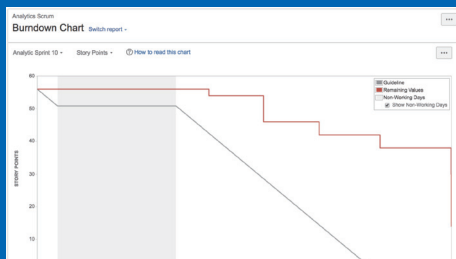 Analytics Scrum
Burndown Chart Switch report
Analytic Sprint 10 Story Points How to read this chart
60
Guideline
Remaining Values
Non-Working Days
Show Non-Working Days
50
40
STORY POINTS
30
20
10